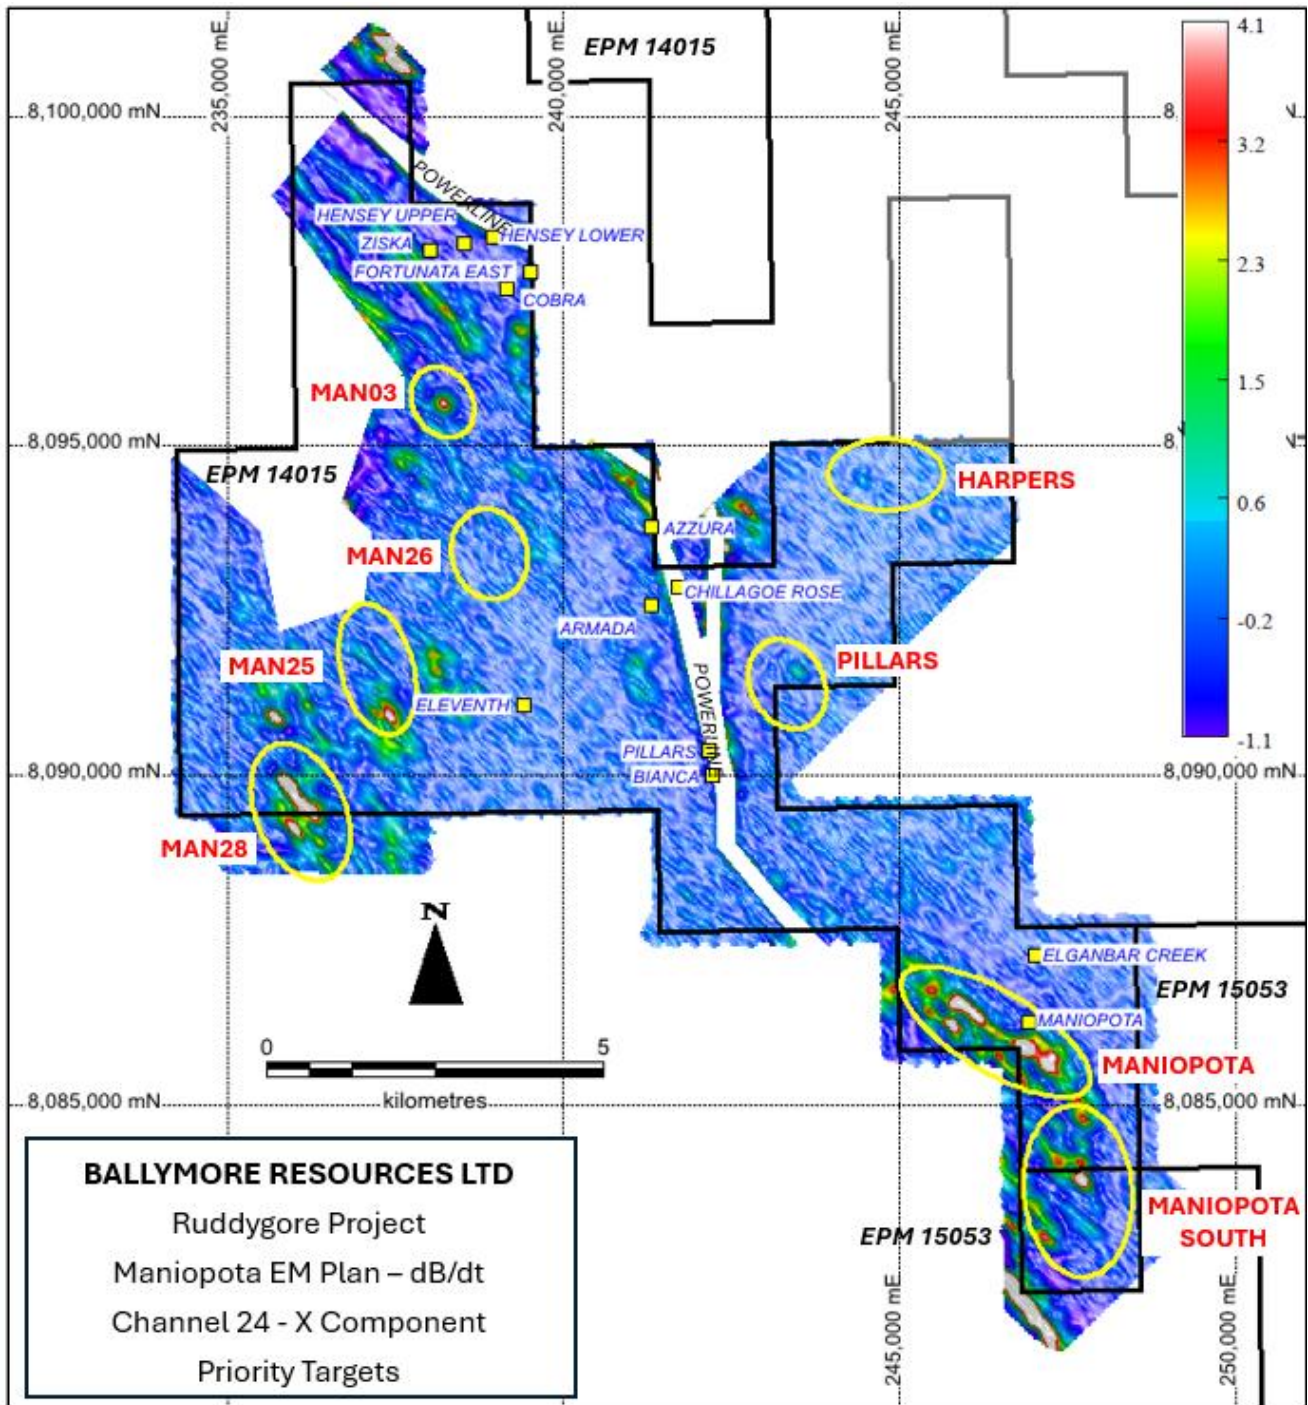 235,000 mE
240,000 mE
245,000 mE
EPM 14015
4.1
8,100,000 mN
3.2
POWERLINE
HENSEY UPPER
HENSEY LOWER
ZISKA
FORTUNATA EAST
COBRA
2.3
MAN03
1.5
8,095,000 mN
EPM 14015
HARPERS
0.6
AZZURA
MAN26
CHILLAGOE ROSE
ARMADA
-0.2
MAN25
PILLARS
POWERLINE
ELEVENTH
-1.1
PILLARS
BIANCA
8,090,000 mN
8,090,000 mN
MAN28
N
ELGANBAR CREEK
EPM 15053
MANIOPOTA
0
5
kilometres
MANIOPOTA
8,085,000 mN
8,085,000 mN
BALLYMORE RESOURCES LTD
Ruddygore Project
Maniopota EM Plan – dB/dt
Channel 24 - X Component
Priority Targets
MANIOPOTA
SOUTH
EPM 15053
245,000 mE
250,000 mE